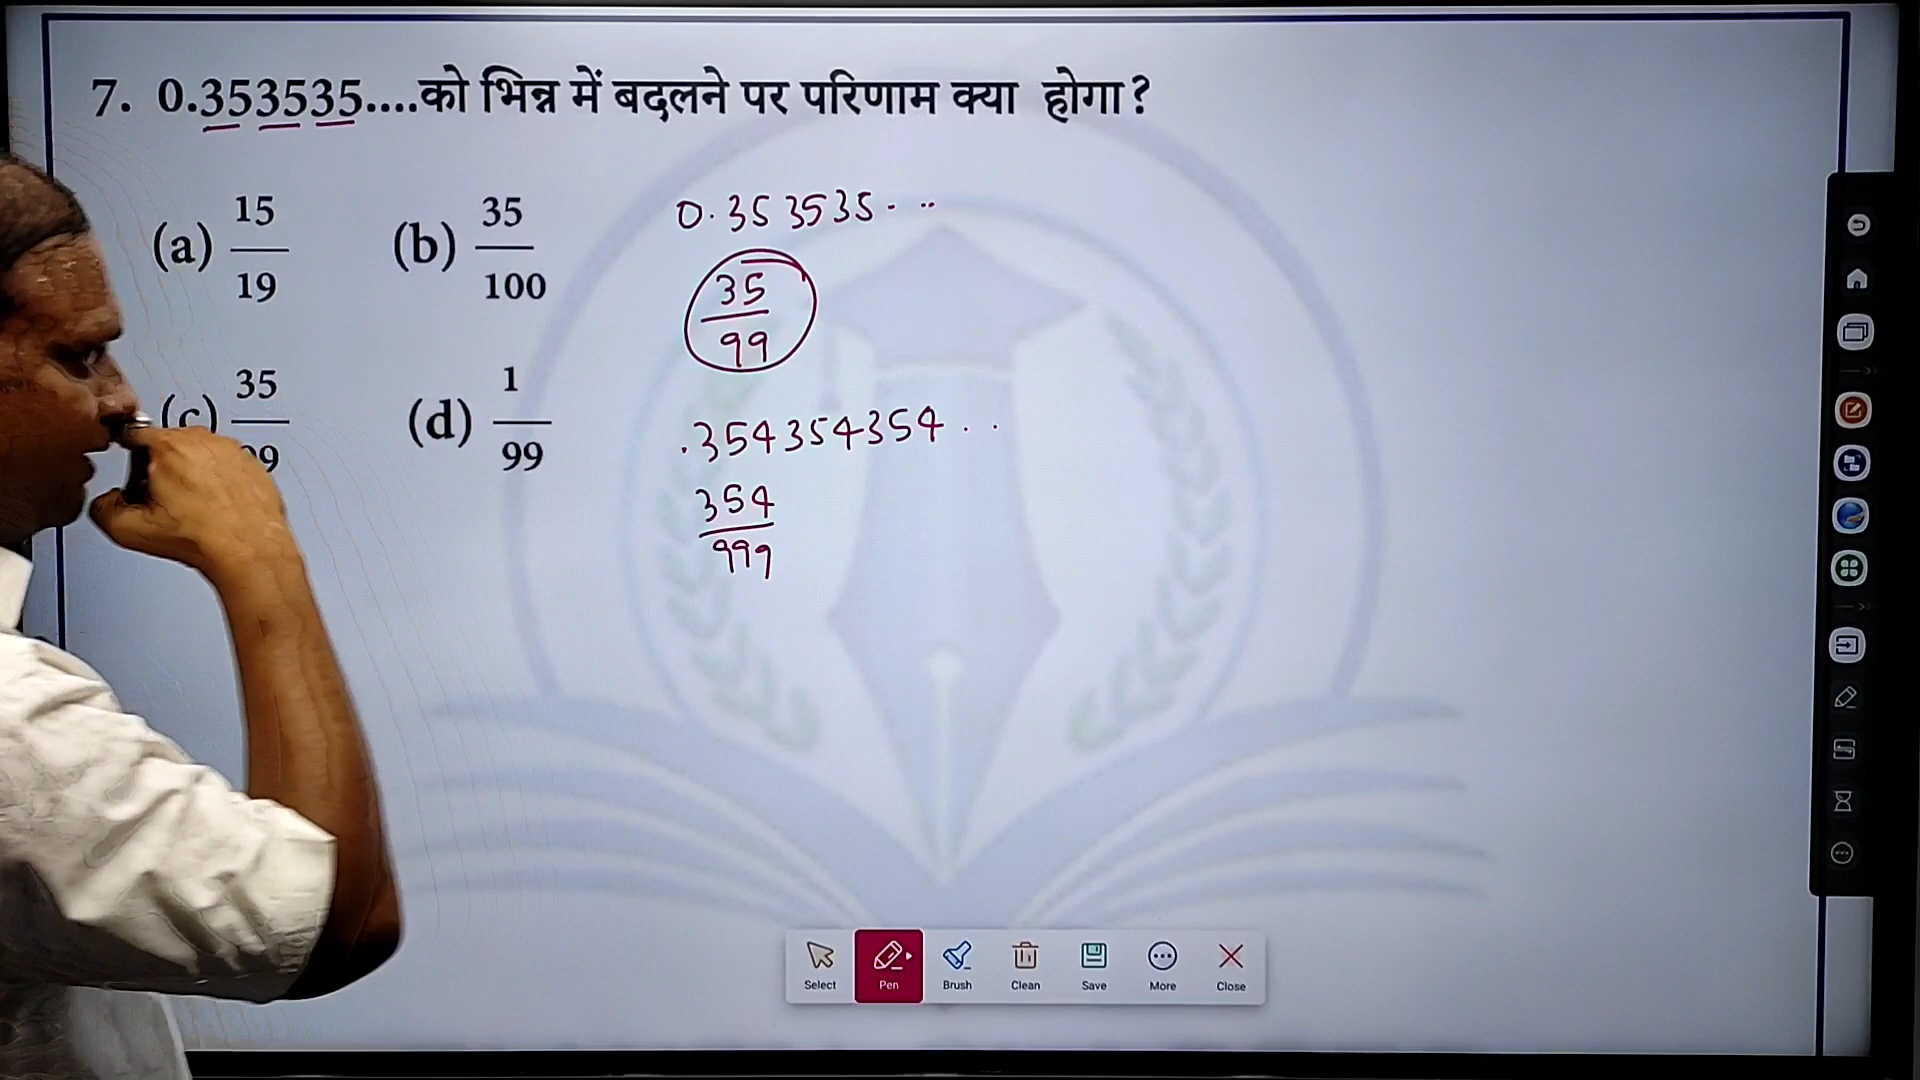 7. 0.353535....को भिन्न में बदलने पर परिणाम क्या होगा?
(a) 15/19 (b) 35/100
(c) 35/99 (d) 1/99
0.353535...
35/99
.354354354..
354/999
Select Pen Brush Clean Save More Close